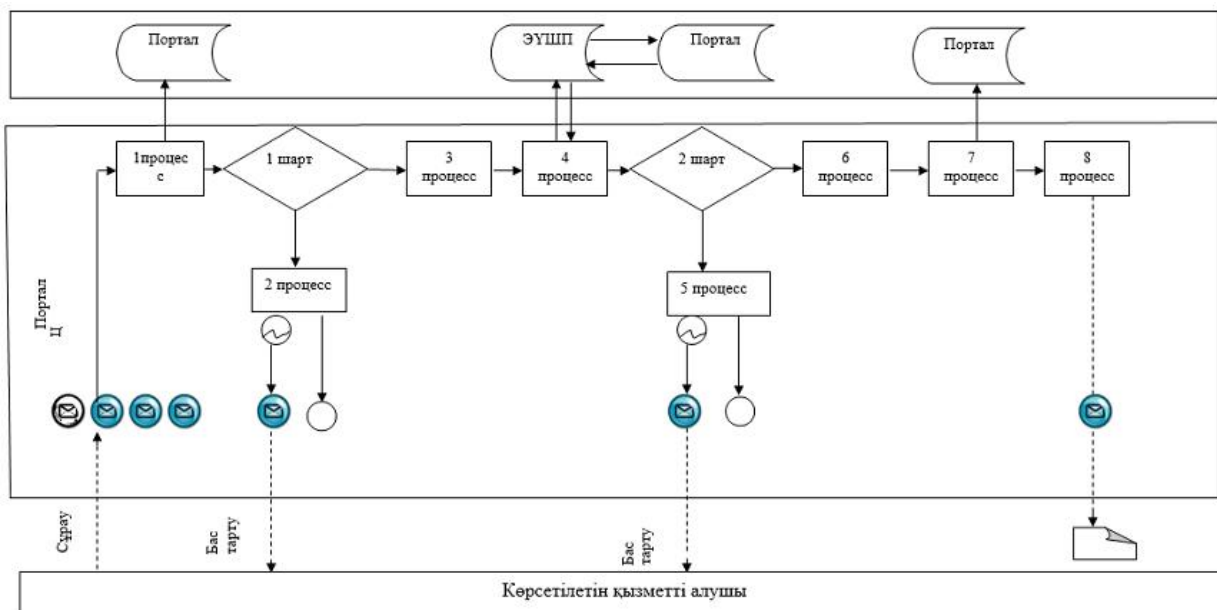 Портал
ЭҮШП
Портал
Портал
1процес
с
1 шарт
3
процесс
4
процесс
2 шарт
6
процесс
7
процесс
8
процесс
2 процесс
5 процесс
Портал
Ц
Сұрау
Бас
тарту
Бас
тарту
Көрсетілетін қызметті алушы